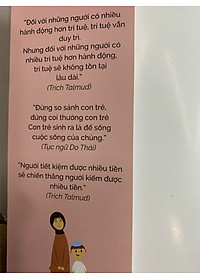 "Đối với những người có nhiều
hành động hơn trí tuệ, trí tuệ vẫn
duy trì.
Nhưng đối với những người có
nhiều trí tuệ hơn hành động,
trí tuệ sẽ không tồn tại
lâu dài."
(Trích Talmud)
"Đừng so sánh con trẻ,
đừng coi thường con trẻ
Con trẻ sinh ra là để sống
cuộc sống của chúng."
(Tục ngữ Do Thái)
"Người tiết kiệm được nhiều tiền
sẽ chiến thắng người kiếm được
nhiều tiền."
(Trích Talmud)